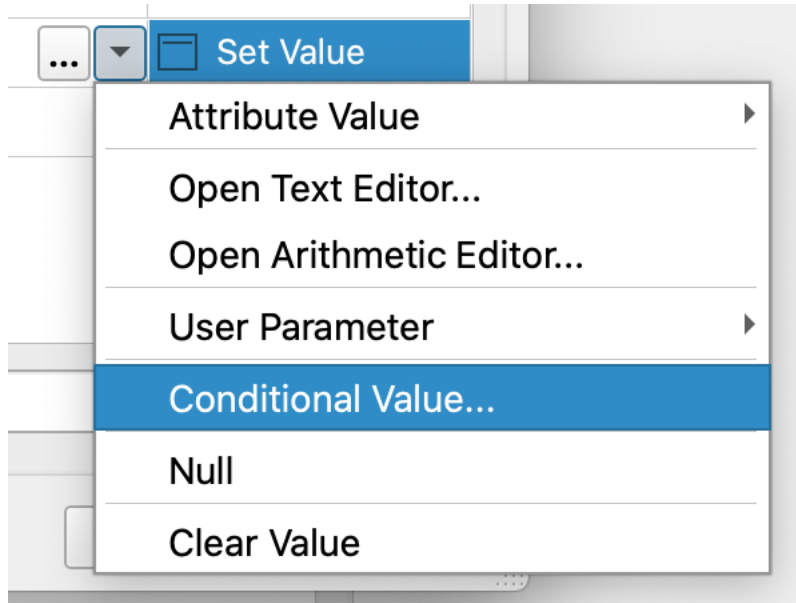 ... Set Value
Attribute Value
Open Text Editor...
Open Arithmetic Editor...
User Parameter
Conditional Value...
Null
Clear Value